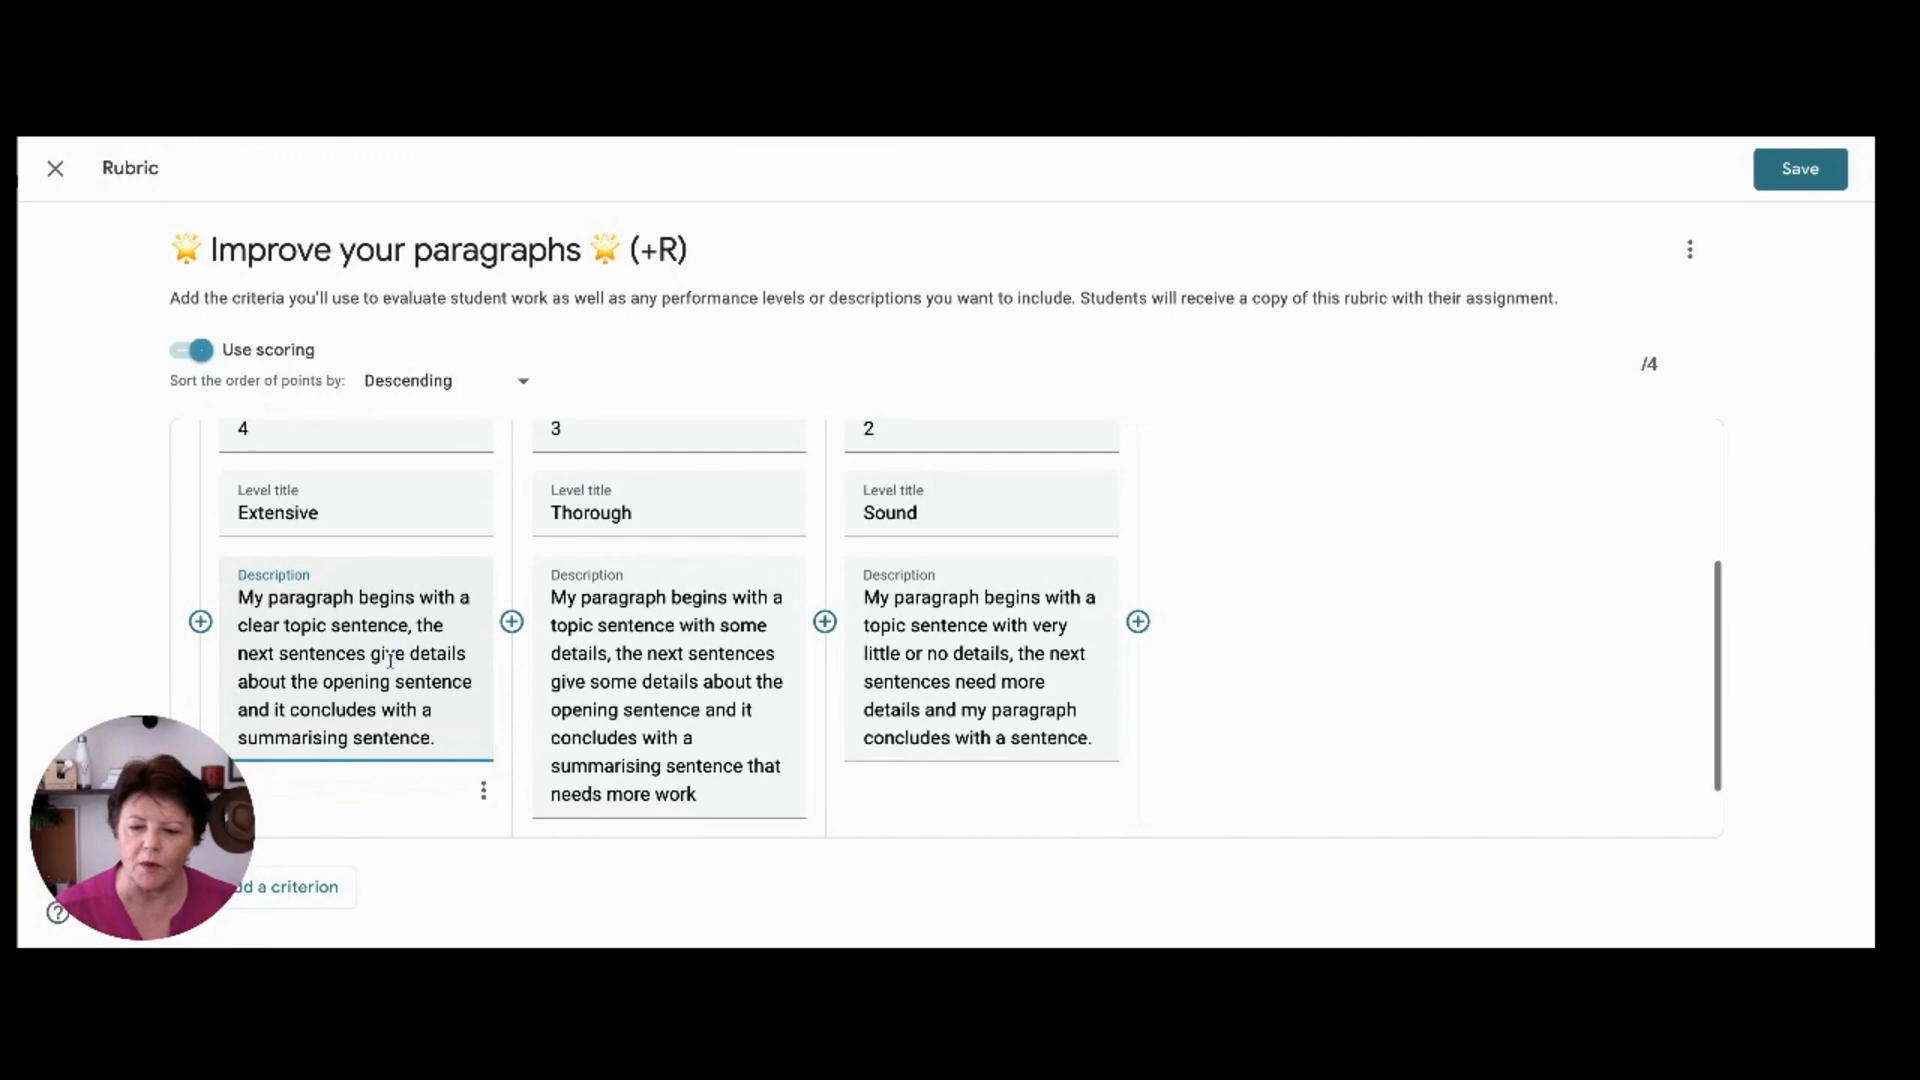 Rubric
Save
🌟 Improve your paragraphs 🌟 (+R)
Add the criteria you'll use to evaluate student work as well as any performance levels or descriptions you want to include. Students will receive a copy of this rubric with their assignment.
Use scoring
/4
Sort the order of points by: Descending
4
3
2
Level title
Extensive
Level title
Thorough
Level title
Sound
Description
My paragraph begins with a
clear topic sentence, the
next sentences give details
about the opening sentence
and it concludes with a
summarising sentence.
Description
My paragraph begins with a
topic sentence with some
details, the next sentences
give some details about the
opening sentence and it
concludes with a
summarising sentence that
needs more work
Description
My paragraph begins with a
topic sentence with very
little or no details, the next
sentences need more
details and my paragraph
concludes with a sentence.
a criterion